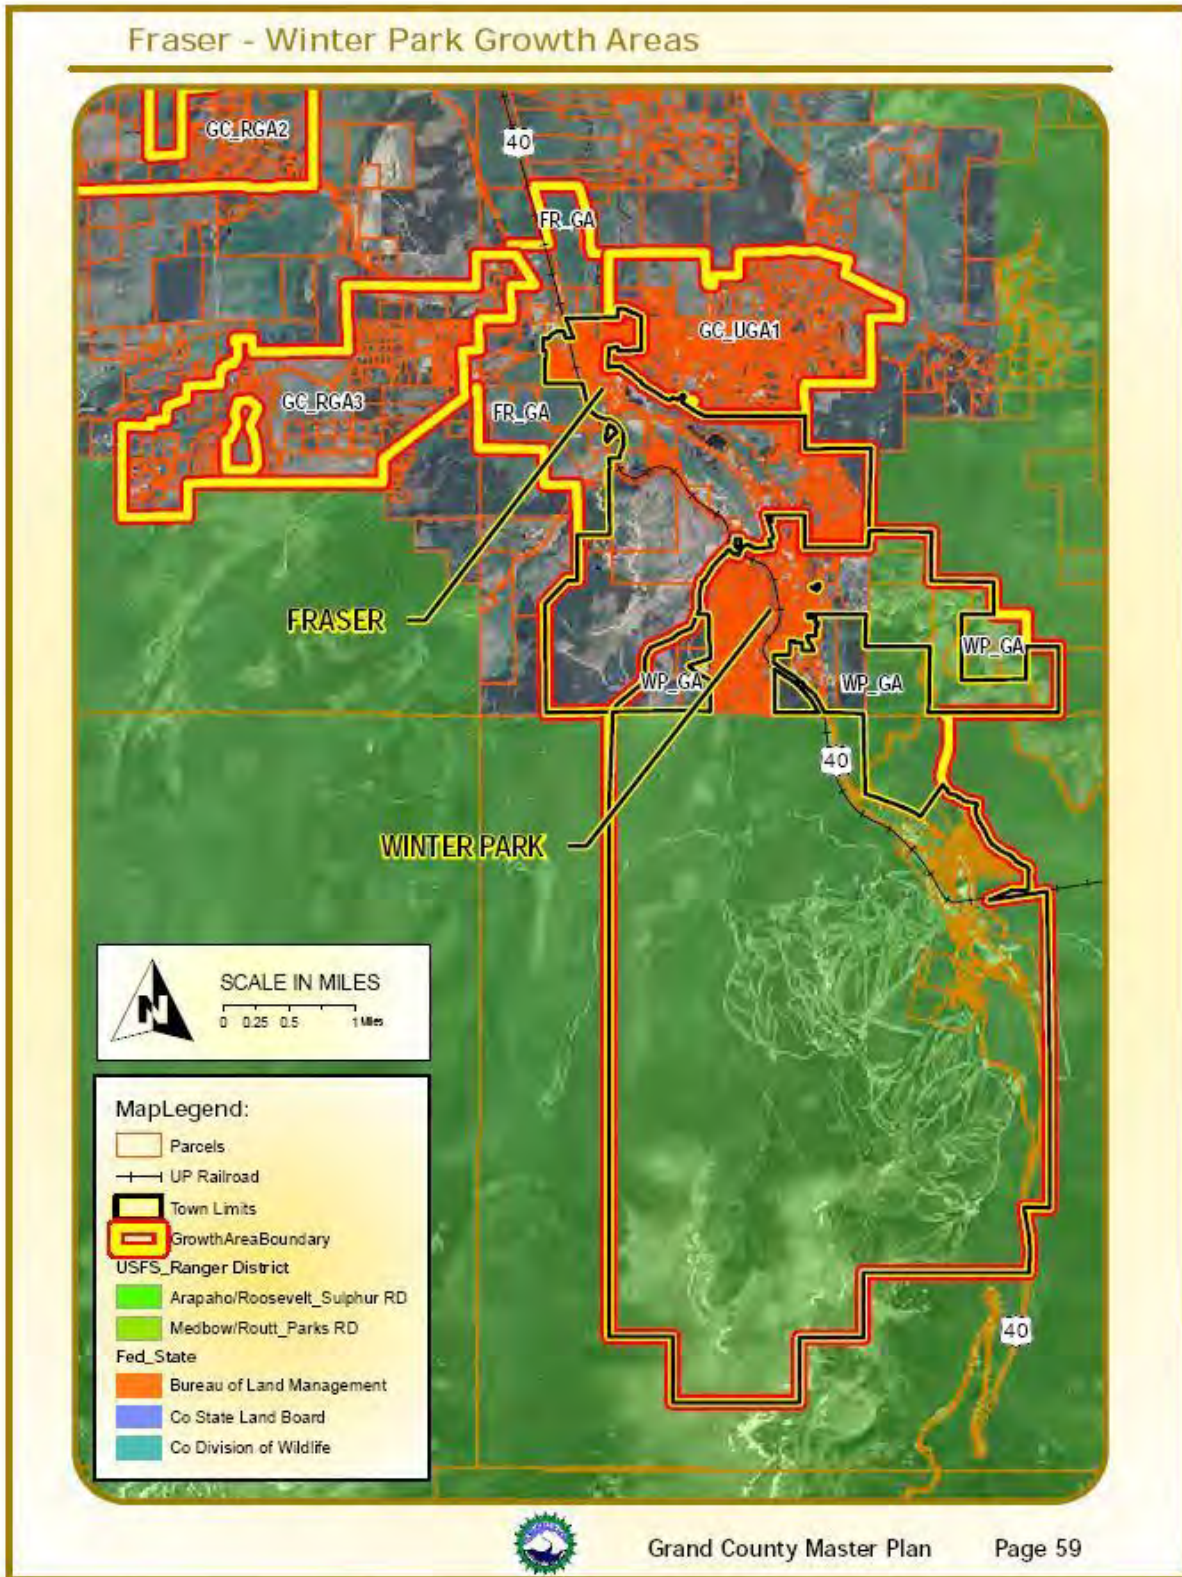 Fraser - Winter Park Growth Areas
GC_RGA2
40
FR_GA
GC_UGA1
GC_RGA3
FR_GA
FRASER
WP_GA
WP_GA
WP_GA
40
WINTER PARK
SCALE IN MILES
N
0 0.25 0.5 1 Miles
MapLegend:
Parcels
UP Railroad
Town Limits
GrowthAreaBoundary
USFS_Ranger District
Arapaho/Roosevelt_Sulphur RD
Medbow/Routt_Parks RD
Fed_State
Bureau of Land Management
Co State Land Board
Co Division of Wildlife
40
Grand County Master Plan Page 59